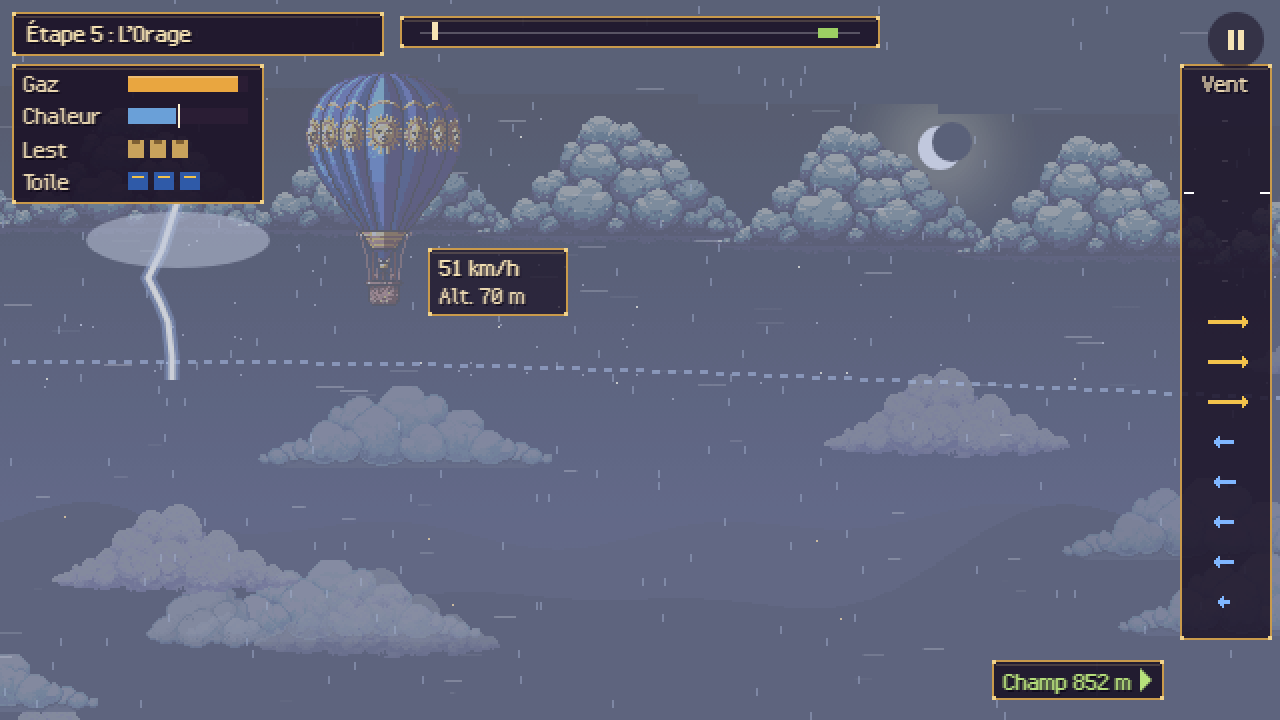 Étape 5 : L'Orage
Gaz
Chaleur
Lest
Toile
51 km/h
Alt. 70 m
Vent
Champ 852 m